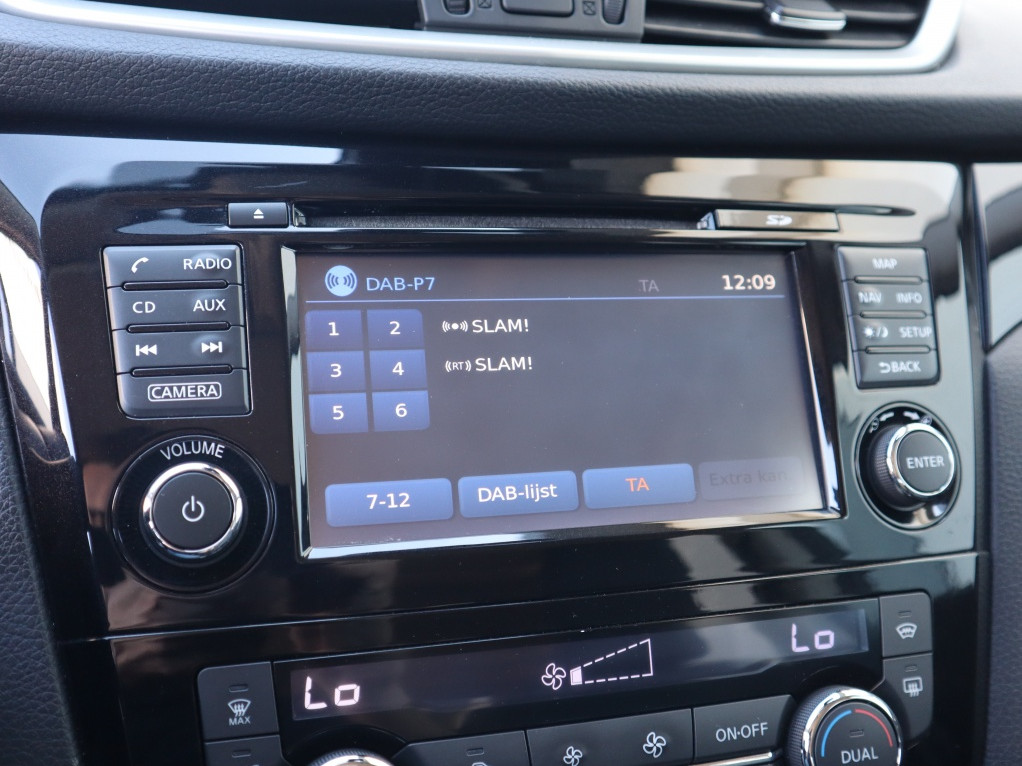 SD
RADIO
CD AUX
CAMERA
VOLUME
DAB-P7 TA 12:09
1 2 SLAM!
3 4 RT SLAM!
5 6
7-12 DAB-lijst TA
MAP
NAV INFO
SETUP
BACK
ENTER
Lo Lo
MAX
ON-OFF
DUAL